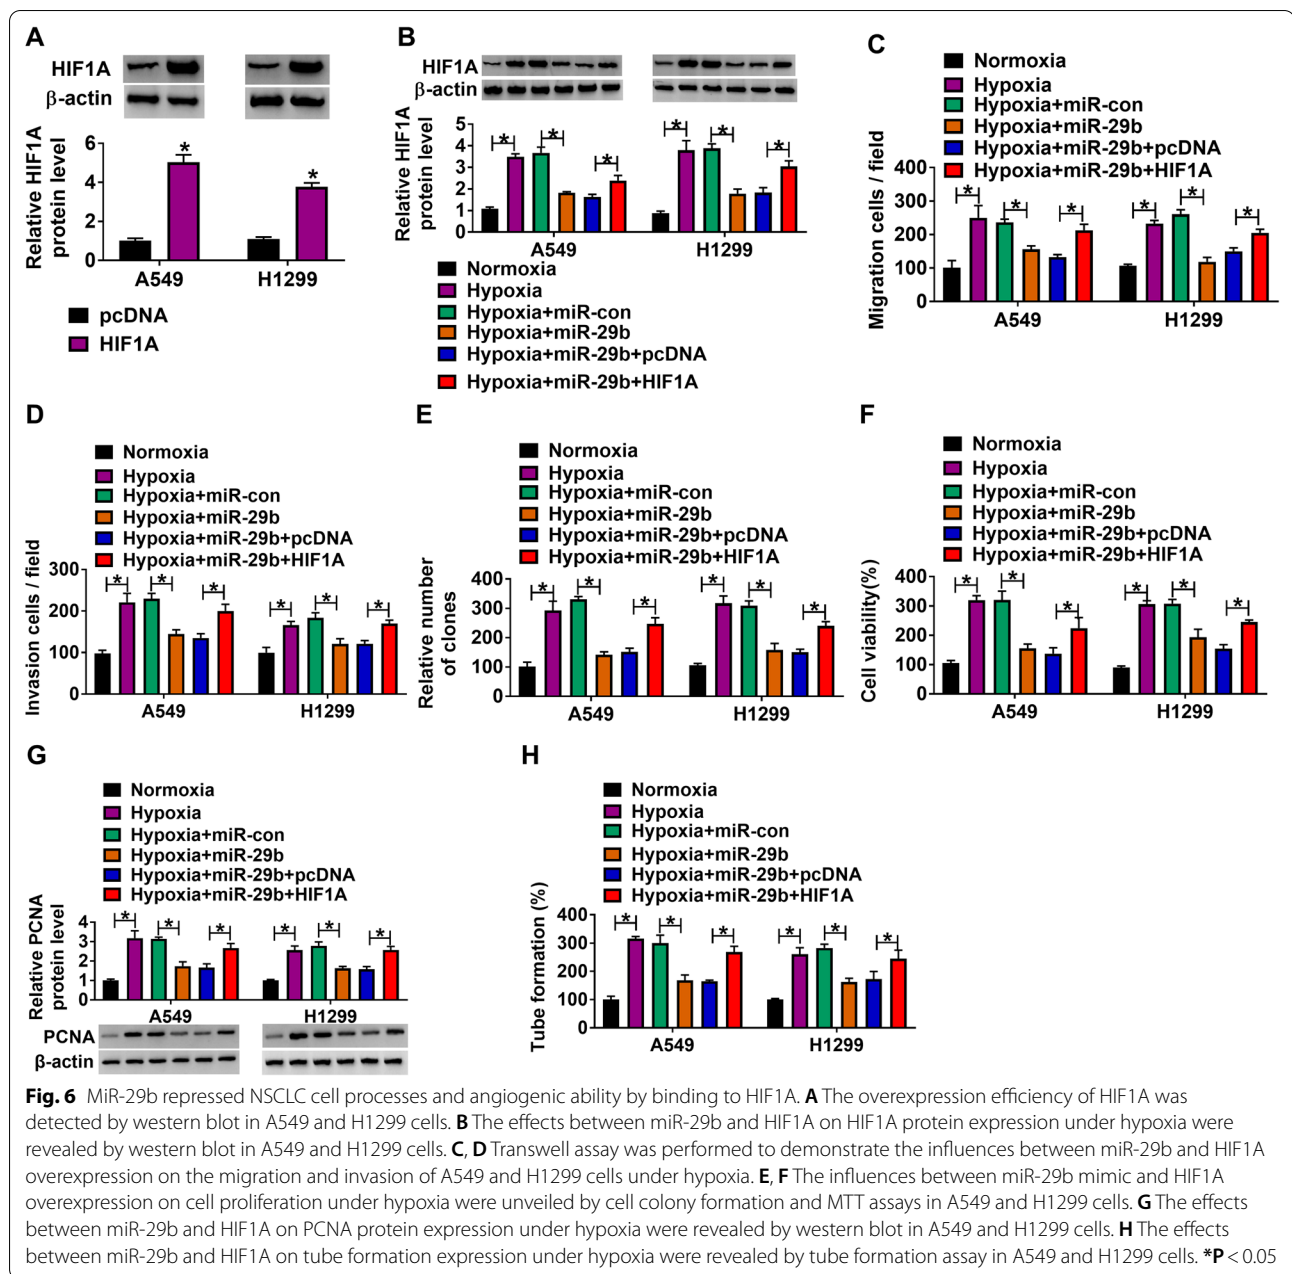 A
HIF1A
β-actin
Relative HIF1A
protein level
6
4
2
0
*
*
A549
H1299
pcDNA
HIF1A
B
HIF1A
β-actin
Relative HIF1A
protein level
5
4
3
2
1
0
*
*
*
*
*
*
A549
H1299
Normoxia
Hypoxia
Hypoxia+miR-con
Hypoxia+miR-29b
Hypoxia+miR-29b+pcDNA
Hypoxia+miR-29b+HIF1A
C
Normoxia
Hypoxia
Hypoxia+miR-con
Hypoxia+miR-29b
Hypoxia+miR-29b+pcDNA
Hypoxia+miR-29b+HIF1A
Migration cells / field
400
300
200
100
0
*
*
*
*
*
*
A549
H1299
D
Normoxia
Hypoxia
Hypoxia+miR-con
Hypoxia+miR-29b
Hypoxia+miR-29b+pcDNA
Hypoxia+miR-29b+HIF1A
Invasion cells / field
300
200
100
0
*
*
*
*
*
*
A549
H1299
E
Normoxia
Hypoxia
Hypoxia+miR-con
Hypoxia+miR-29b
Hypoxia+miR-29b+pcDNA
Hypoxia+miR-29b+HIF1A
Relative number
of clones
400
300
200
100
0
*
*
*
*
*
*
A549
H1299
F
Normoxia
Hypoxia
Hypoxia+miR-con
Hypoxia+miR-29b
Hypoxia+miR-29b+pcDNA
Hypoxia+miR-29b+HIF1A
Cell viability(%)
400
300
200
100
0
*
*
*
*
*
*
A549
H1299
G
Normoxia
Hypoxia
Hypoxia+miR-con
Hypoxia+miR-29b
Hypoxia+miR-29b+pcDNA
Hypoxia+miR-29b+HIF1A
Relative PCNA
protein level
4
3
2
1
0
*
*
*
*
*
*
A549
H1299
PCNA
β-actin
H
Normoxia
Hypoxia
Hypoxia+miR-con
Hypoxia+miR-29b
Hypoxia+miR-29b+pcDNA
Hypoxia+miR-29b+HIF1A
Tube formation (%)
400
300
200
100
0
*
*
*
*
*
*
A549
H1299
Fig. 6 MiR-29b repressed NSCLC cell processes and angiogenic ability by binding to HIF1A. A The overexpression efficiency of HIF1A was
detected by western blot in A549 and H1299 cells. B The effects between miR-29b and HIF1A on HIF1A protein expression under hypoxia were
revealed by western blot in A549 and H1299 cells. C, D Transwell assay was performed to demonstrate the influences between miR-29b and HIF1A
overexpression on the migration and invasion of A549 and H1299 cells under hypoxia. E, F The influences between miR-29b mimic and HIF1A
overexpression on cell proliferation under hypoxia were unveiled by cell colony formation and MTT assays in A549 and H1299 cells. G The effects
between miR-29b and HIF1A on PCNA protein expression under hypoxia were revealed by western blot in A549 and H1299 cells. H The effects
between miR-29b and HIF1A on tube formation expression under hypoxia were revealed by tube formation assay in A549 and H1299 cells. *P < 0.05